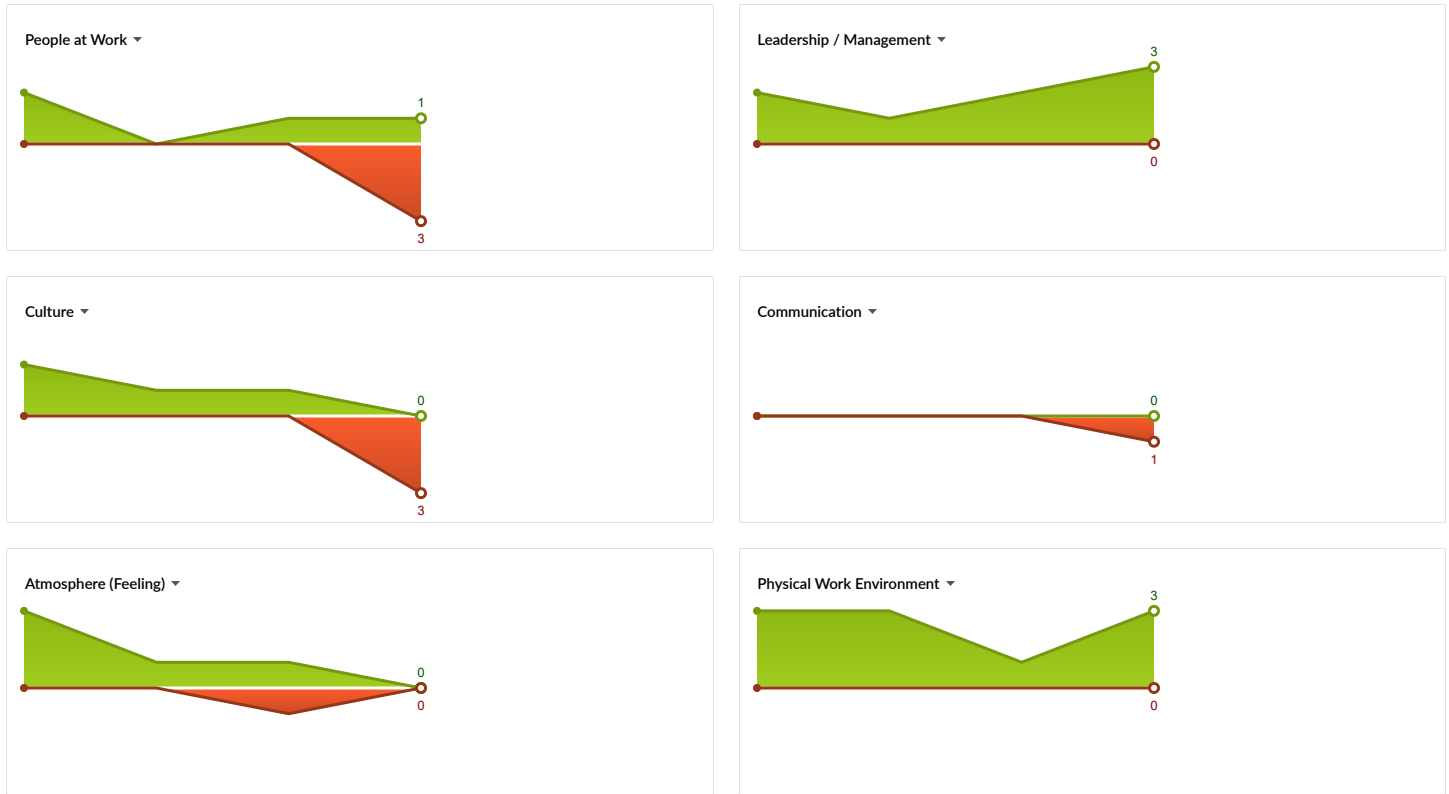 People at Work
1
3
Leadership / Management
3
0
Culture
0
3
Communication
0
1
Atmosphere (Feeling)
0
0
Physical Work Environment
3
0